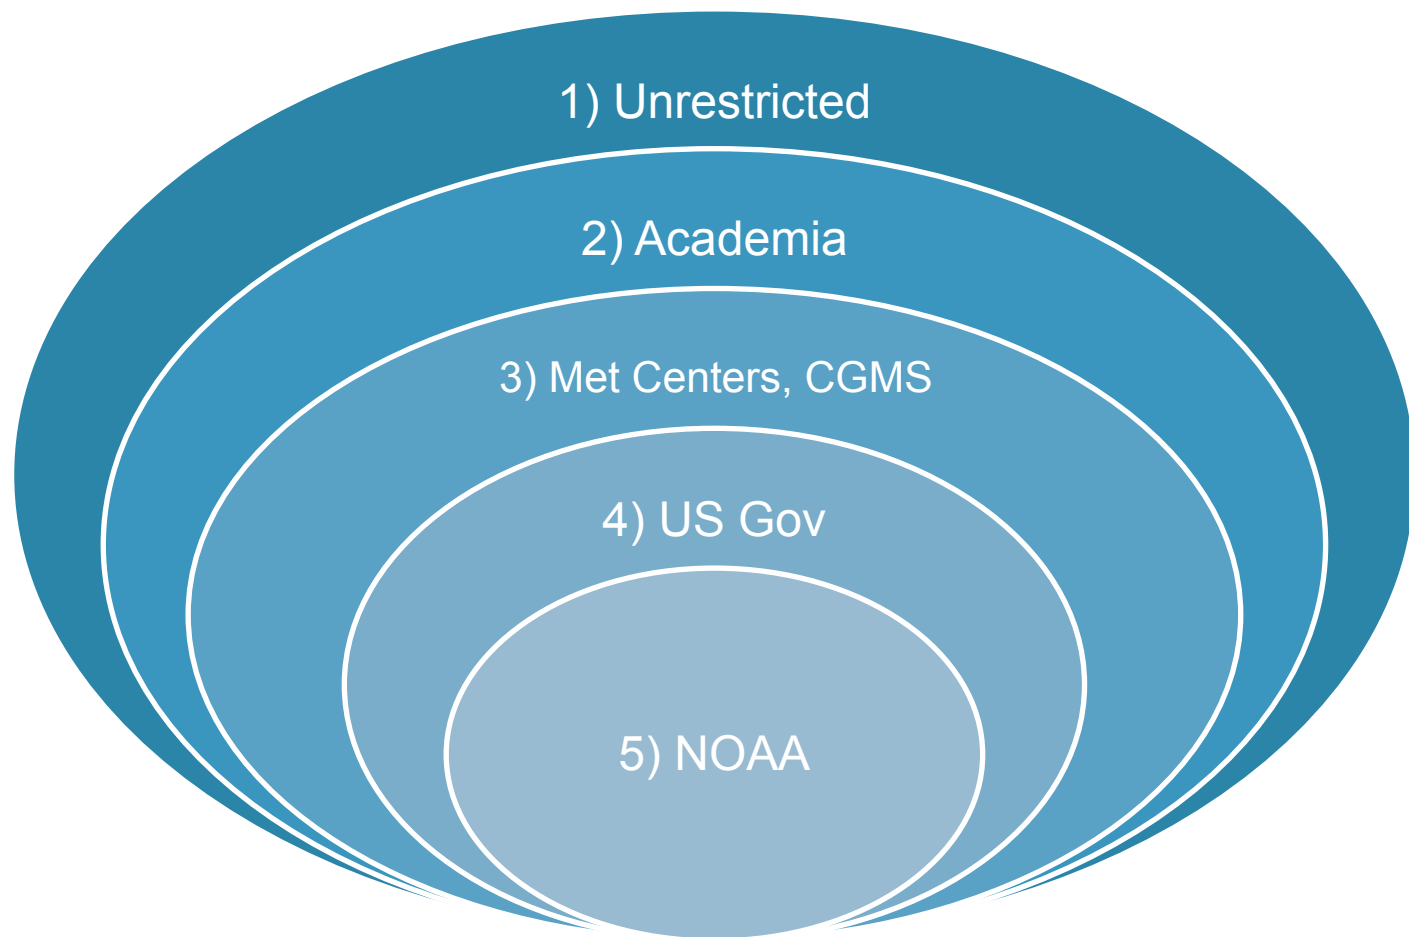 1) Unrestricted
2) Academia
3) Met Centers, CGMS
4) US Gov
5) NOAA